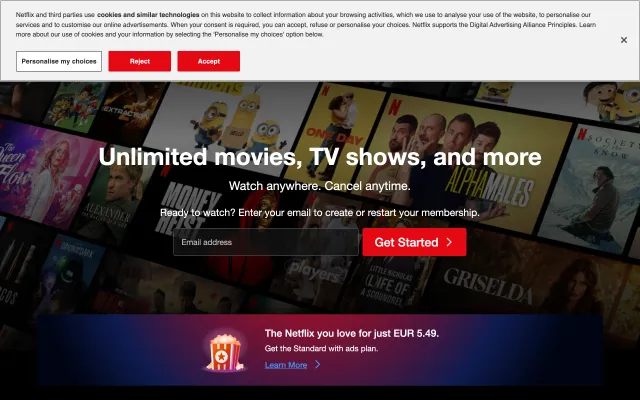 Netflix and third parties use cookies and similar technologies on this website to collect information about your browsing activities, which we use to analyse your use of the website, to personalise our
services and to customise our online advertisements. When your consent is required, you can accept, refuse or personalise your choices. Netflix supports the Digital Advertising Alliance Principles. Learn
more about our use of cookies and your information by selecting the 'Personalise my choices' option below.
Personalise my choices
Reject
Accept
EXTRACTION
ONE DAY
N
N
SOCIETY
OF THE
SNOW
The Queen
of Flow
ALPHA MALES
ALEXANDER
MONEY
HEIST
Unlimited movies, TV shows, and more
Watch anywhere. Cancel anytime.
Ready to watch? Enter your email to create or restart your membership.
Email address
Get Started
players
LITTLE NICHOLAS
(L)IFE OF
A SCOUNDREL
GRISELDA
The Netflix you love for just EUR 5.49.
Get the Standard with ads plan.
Learn More